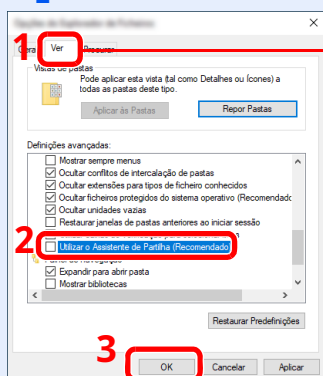 Opções do Explorador de Ficheiros
1
Gera Ver Procurar
Vistas de pastas
Pode aplicar esta vista (tal como Detalhes ou Ícones) a
todas as pastas deste tipo.
Aplicar às Pastas Repor Pastas
Definições avançadas:
Mostrar sempre menus
Ocultar conflitos de intercalação de pastas
Ocultar extensões para tipos de ficheiro conhecidos
Ocultar ficheiros protegidos do sistema operativo (Recomendado
Ocultar unidades vazias
Restaurar janelas de pastas anteriores ao iniciar sessão
2
Utilizar o Assistente de Partilha (Recomendado)
Expandir para abrir pasta
Mostrar bibliotecas
Restaurar Predefinições
3
OK Cancelar Aplicar